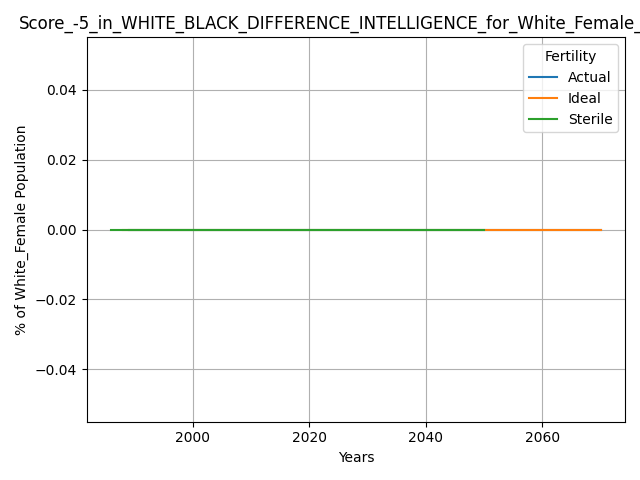 Score_-5_in_WHITE_BLACK_DIFFERENCE_INTELLIGENCE_for_White_Female_
Fertility
Actual
Ideal
Sterile
% of White_Female Population
0.04
0.02
0.00
−0.02
−0.04
2000
2020
2040
2060
Years